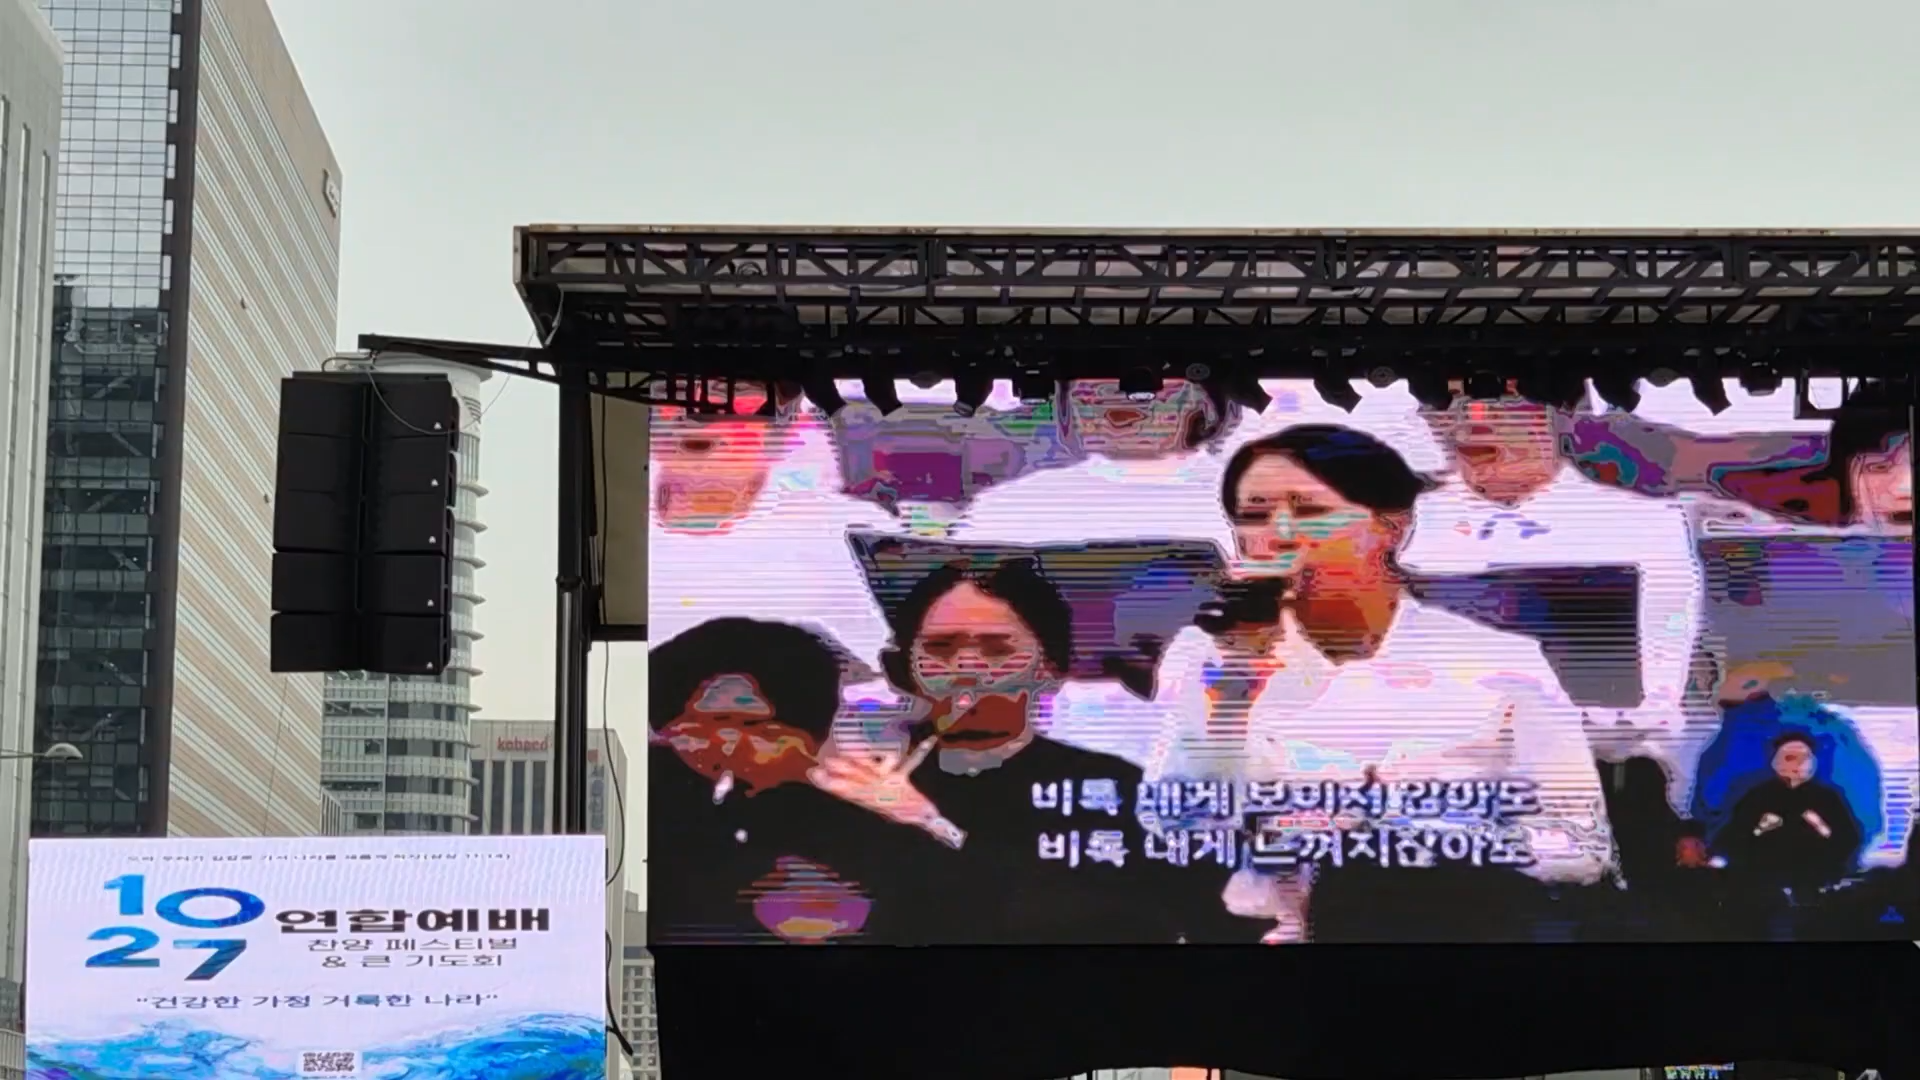 kobaco
비록 내게 보이지 않아도
비록 내게 느껴지잖아도
10
27
연합예배
찬양 페스티벌
& 큰 기도회
“건강한 가정 거룩한 나라”